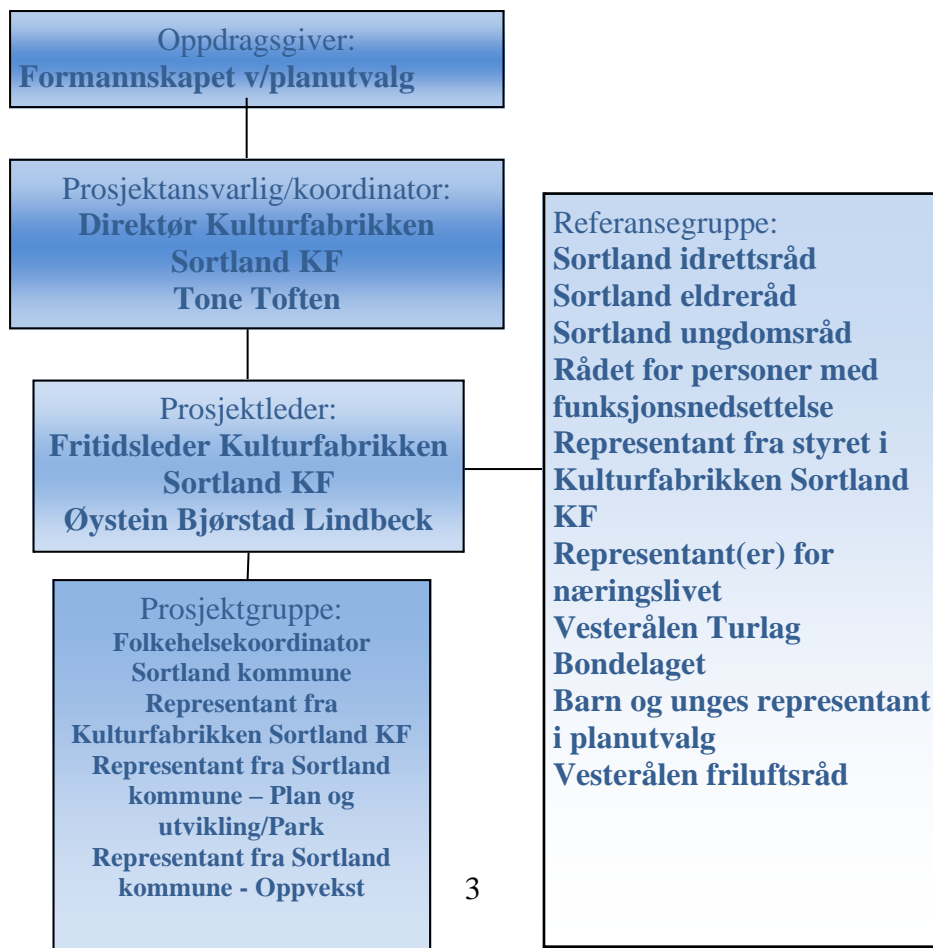 Oppdragsgiver:
Formannskapet v/planutvalg
Prosjektansvarlig/koordinator:
Direktør Kulturfabrikken
Sortland KF
Tone Toften
Prosjektleder:
Fritidsleder Kulturfabrikken
Sortland KF
Øystein Bjørstad Lindbeck
Prosjektgruppe:
Folkehelsekoordinator
Sortland kommune
Representant fra
Kulturfabrikken Sortland KF
Representant fra Sortland
kommune – Plan og
utvikling/Park
Representant fra Sortland
kommune - Oppvekst
Referansegruppe:
Sortland idrettsråd
Sortland eldreråd
Sortland ungdomsråd
Rådet for personer med
funksjonsnedsettelse
Representant fra styret i
Kulturfabrikken Sortland
KF
Representant(er) for
næringslivet
Vesterålen Turlag
Bondelaget
Barn og unges representant
i planutvalg
Vesterålen friluftsråd
3